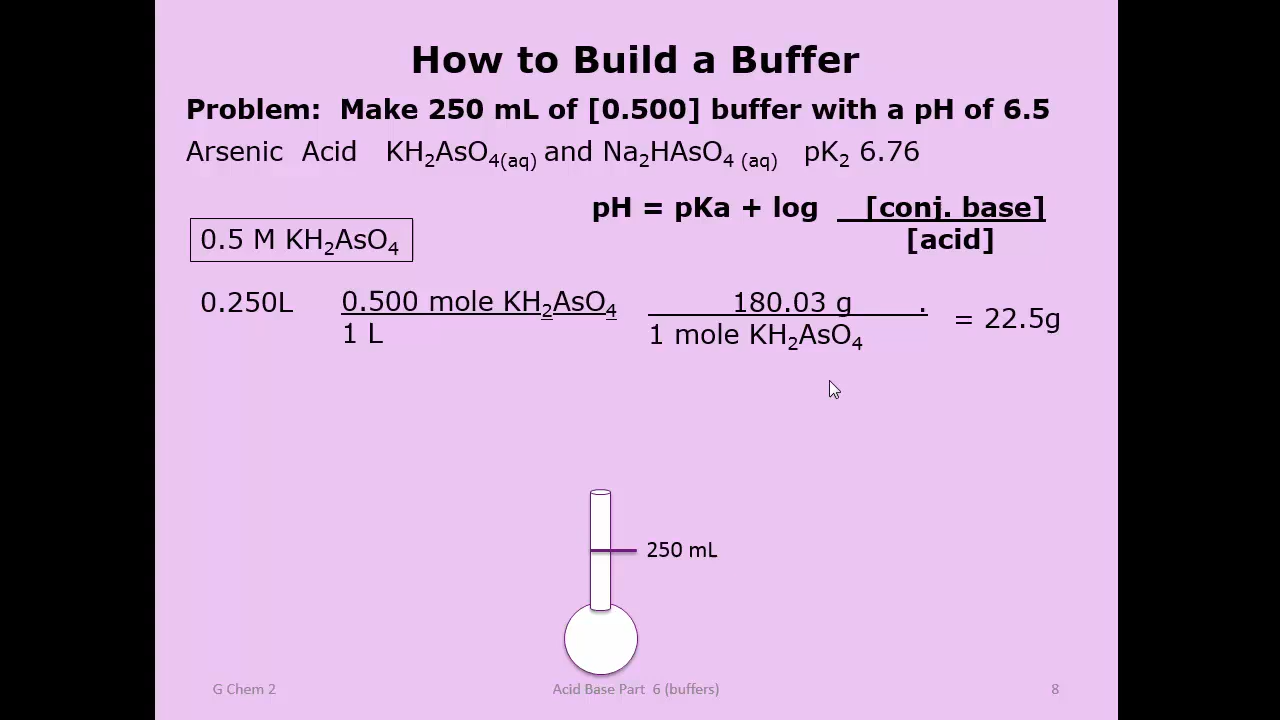 How to Build a Buffer
Problem: Make 250 mL of [0.500] buffer with a pH of 6.5
Arsenic Acid KH₂AsO₄(aq) and Na₂HAsO₄ (aq) pK₂ 6.76
pH = pKa + log [conj. base]
[acid]
0.5 M KH₂AsO₄
0.250L 0.500 mole KH₂AsO₄ 180.03 g . = 22.5g
1 L 1 mole KH₂AsO₄
250 mL
G Chem 2 Acid Base Part 6 (buffers) 8